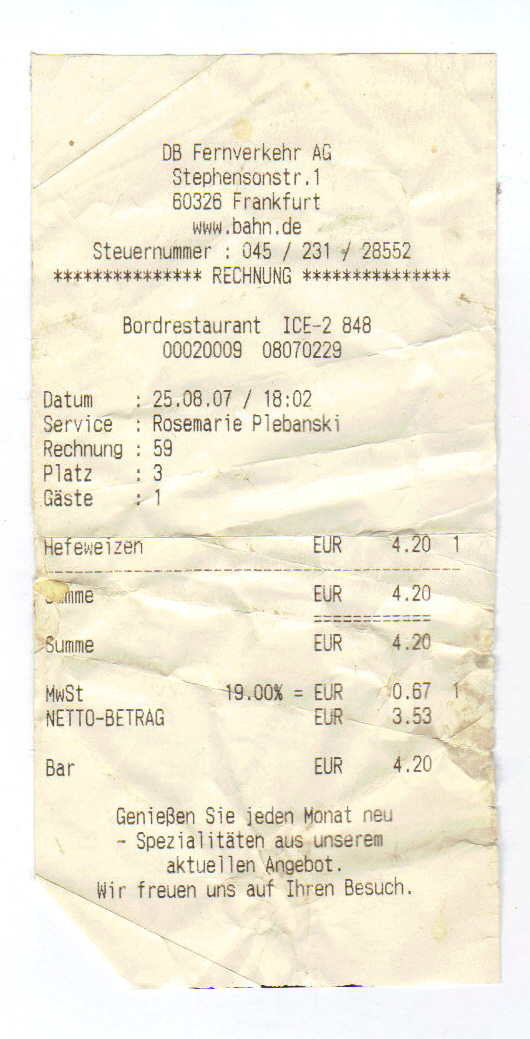 DB Fernverkehr AG
Stephensonstr.1
60326 Frankfurt
www.bahn.de
Steuernummer : 045 / 231 / 28552
*************** RECHNUNG ***************
Bordrestaurant ICE-2 848
00020009 08070229
Datum : 25.08.07 / 18:02
Service : Rosemarie Plebanski
Rechnung : 59
Platz : 3
Gäste : 1
Hefeweizen EUR 4.20 1
Summe EUR 4.20
Summe EUR 4.20
MwSt 19.00% = EUR 0.67 1
NETTO-BETRAG EUR 3.53
Bar EUR 4.20
Genießen Sie jeden Monat neu
- Spezialitäten aus unserem
aktuellen Angebot.
Wir freuen uns auf Ihren Besuch.